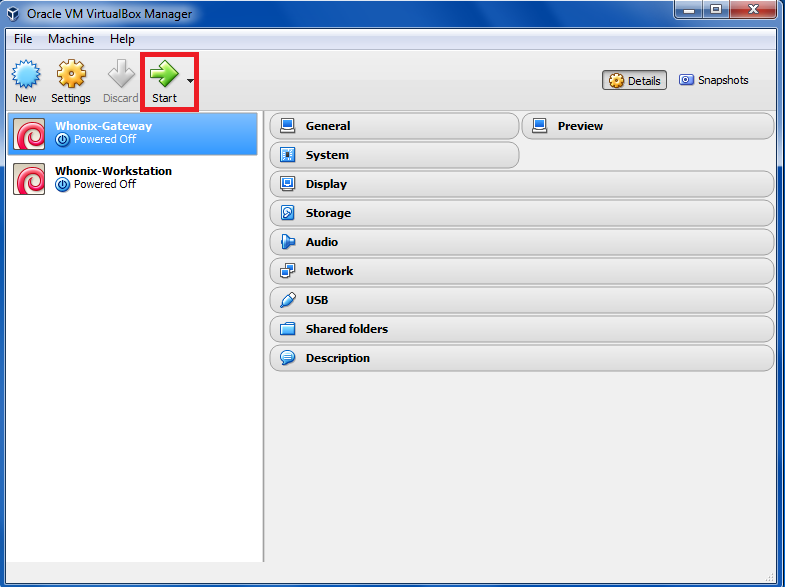 Oracle VM VirtualBox Manager
File Machine Help
New Settings Discard Start Details Snapshots
Whonix-Gateway
Powered Off
Whonix-Workstation
Powered Off
General
Preview
System
Display
Storage
Audio
Network
USB
Shared folders
Description